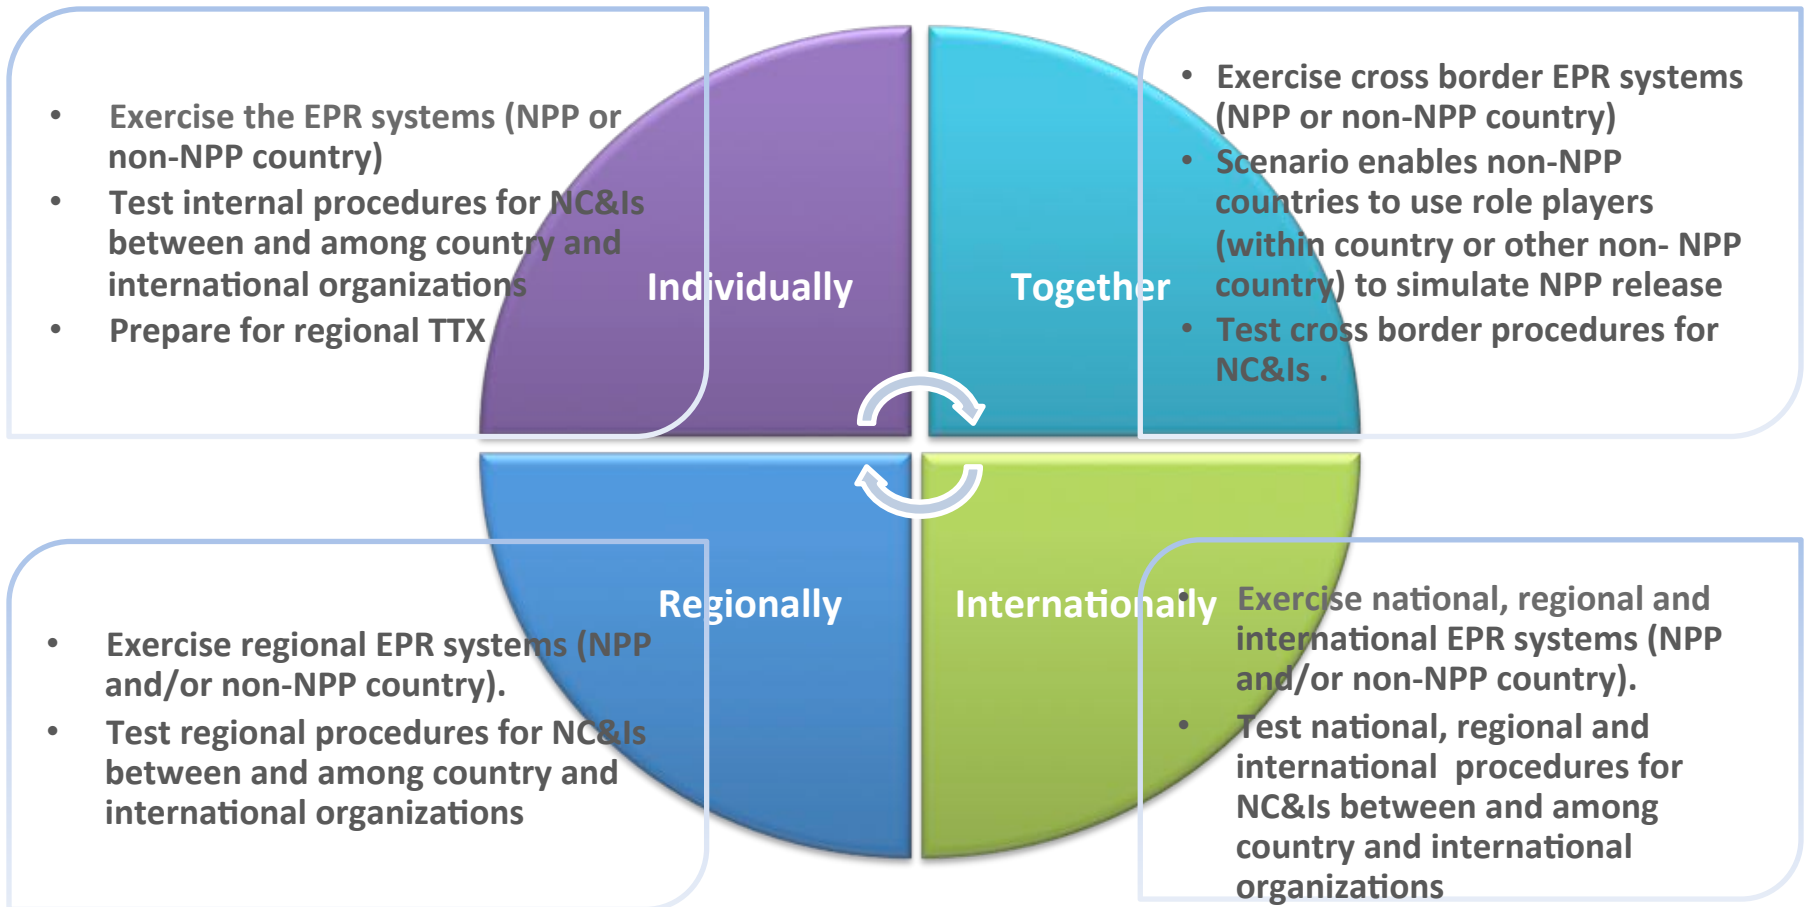 • Exercise the EPR systems (NPP or
non-NPP country)
• Test internal procedures for NC&Is
between and among country and
international organizations
• Prepare for regional TTX
Individually
Together
• Exercise cross border EPR systems
(NPP or non-NPP country)
• Scenario enables non-NPP
countries to use role players
(within country or other non- NPP
country) to simulate NPP release
• Test cross border procedures for
NC&Is .
• Exercise regional EPR systems (NPP
and/or non-NPP country).
• Test regional procedures for NC&Is
between and among country and
international organizations
Regionally
Internationally
• Exercise national, regional and
international EPR systems (NPP
and/or non-NPP country).
• Test national, regional and
international  procedures for
NC&Is between and among
country and international
organizations